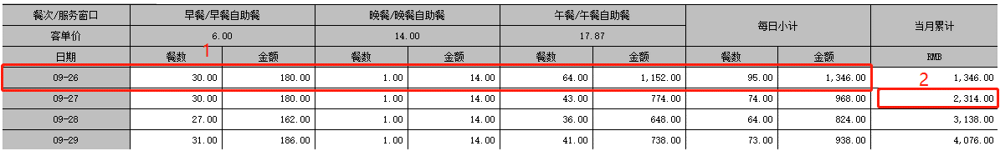 餐次/服务窗口 早餐/早餐自助餐 晚餐/晚餐自助餐 午餐/午餐自助餐 每日小计 当月累计
客单价 6.00 14.00 17.87
1
日期 餐数 金额 餐数 金额 餐数 金额 餐数 金额 RMB
09-26 30.00 180.00 1.00 14.00 64.00 1,152.00 95.00 1,346.00 1,346.00
2
09-27 30.00 180.00 1.00 14.00 43.00 774.00 74.00 968.00 2,314.00
09-28 27.00 162.00 1.00 14.00 36.00 648.00 64.00 824.00 3,138.00
09-29 31.00 186.00 1.00 14.00 41.00 738.00 73.00 938.00 4,076.00